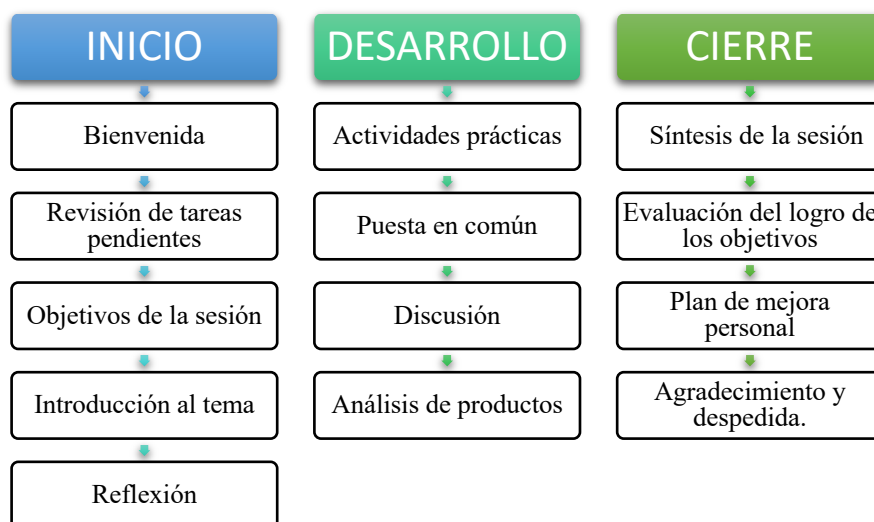 INICIO
Bienvenida
Revisión de tareas
pendientes
Objetivos de la sesión
Introducción al tema
Reflexión
DESARROLLO
Actividades prácticas
Puesta en común
Discusión
Análisis de productos
CIERRE
Síntesis de la sesión
Evaluación del logro de
los objetivos
Plan de mejora
personal
Agradecimiento y
despedida.